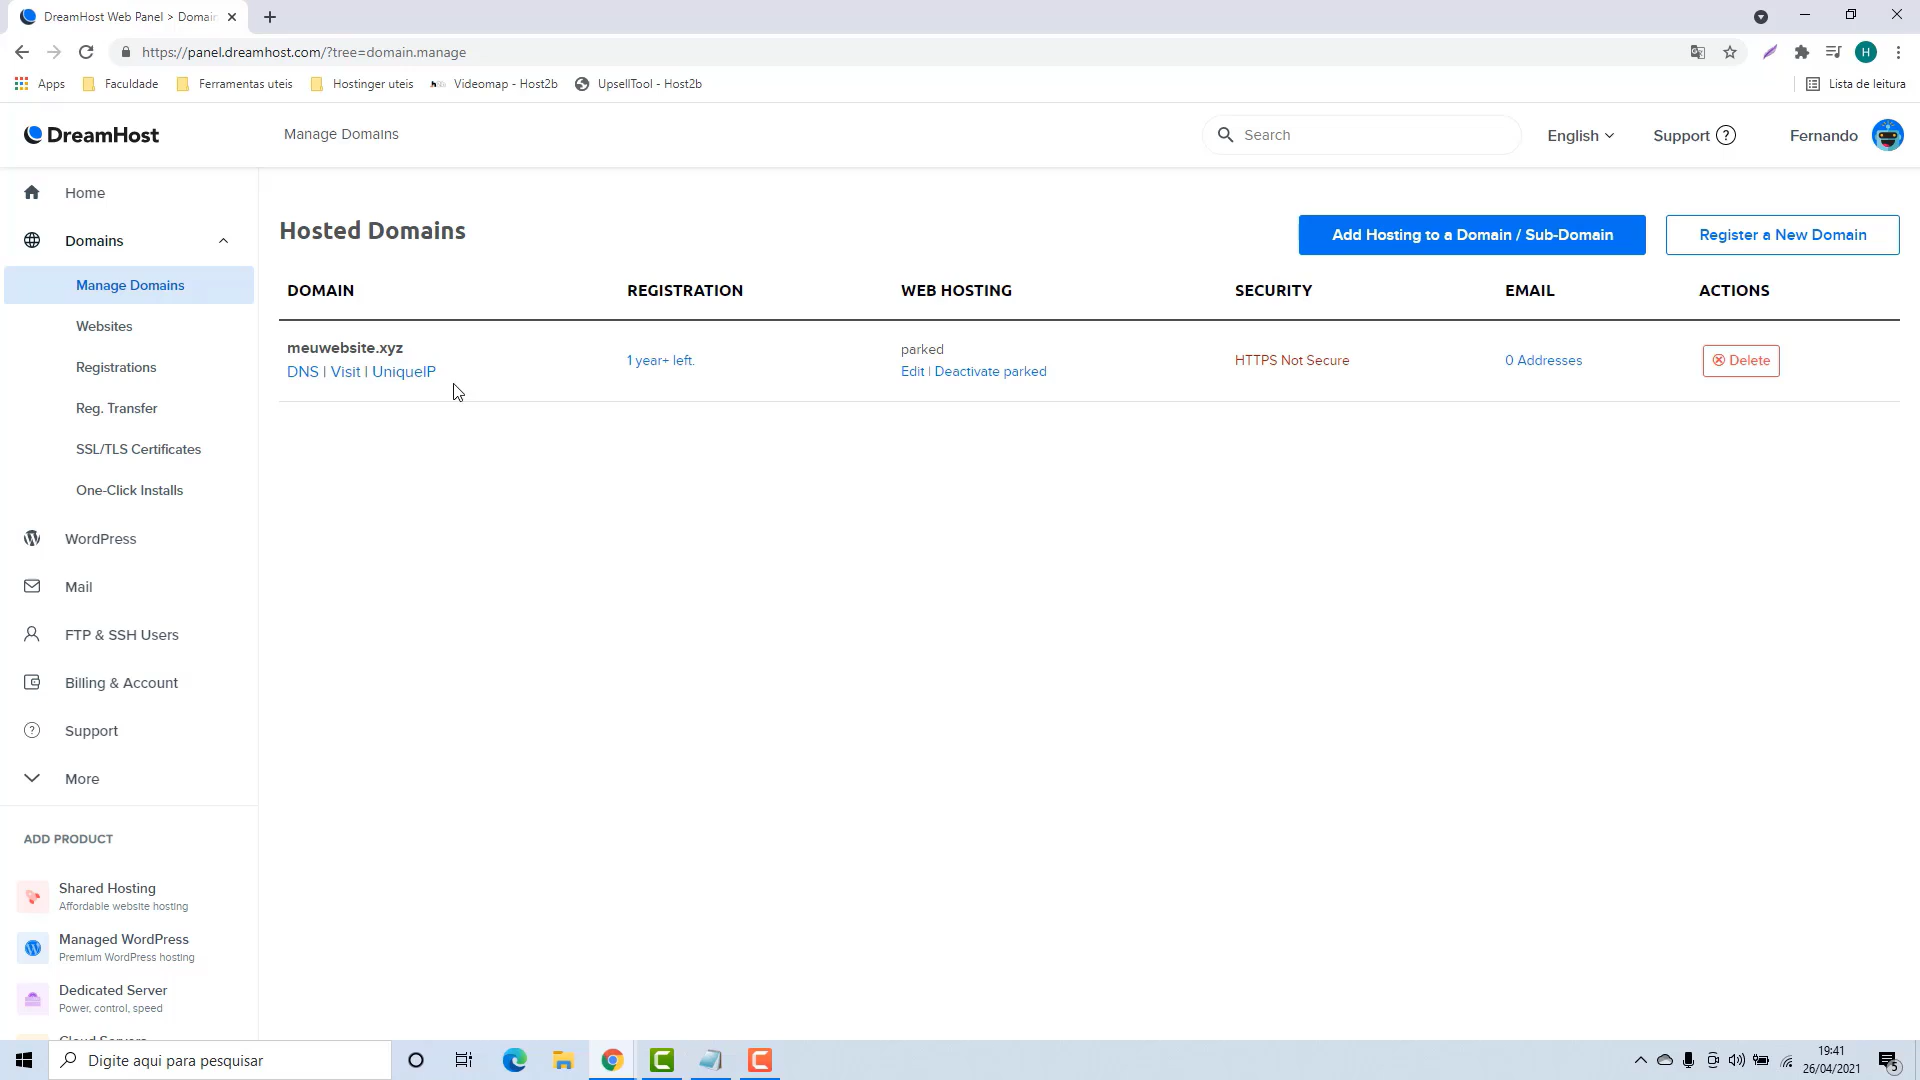 DreamHost Web Panel > Domain
https://panel.dreamhost.com/?tree=domain.manage
H
Apps
Faculdade
Ferramentas uteis
Hostinger uteis
Videomap - Host2b
UpsellTool - Host2b
Lista de leitura
DreamHost
Manage Domains
Search
English
Support ?
Fernando
Home
Domains
Manage Domains
Websites
Registrations
Reg. Transfer
SSL/TLS Certificates
One-Click Installs
WordPress
Mail
FTP & SSH Users
Billing & Account
Support
More
ADD PRODUCT
Shared Hosting
Affordable website hosting
Managed WordPress
Premium WordPress hosting
Dedicated Server
Power, control, speed
Cloud Servers
Hosted Domains
Add Hosting to a Domain / Sub-Domain
Register a New Domain
DOMAIN REGISTRATION WEB HOSTING SECURITY EMAIL ACTIONS
meuwebsite.xyz
DNS | Visit | UniqueIP
1 year+ left.
parked
Edit | Deactivate parked
HTTPS Not Secure
0 Addresses
Delete
Digite aqui para pesquisar
19:41
26/04/2021
5